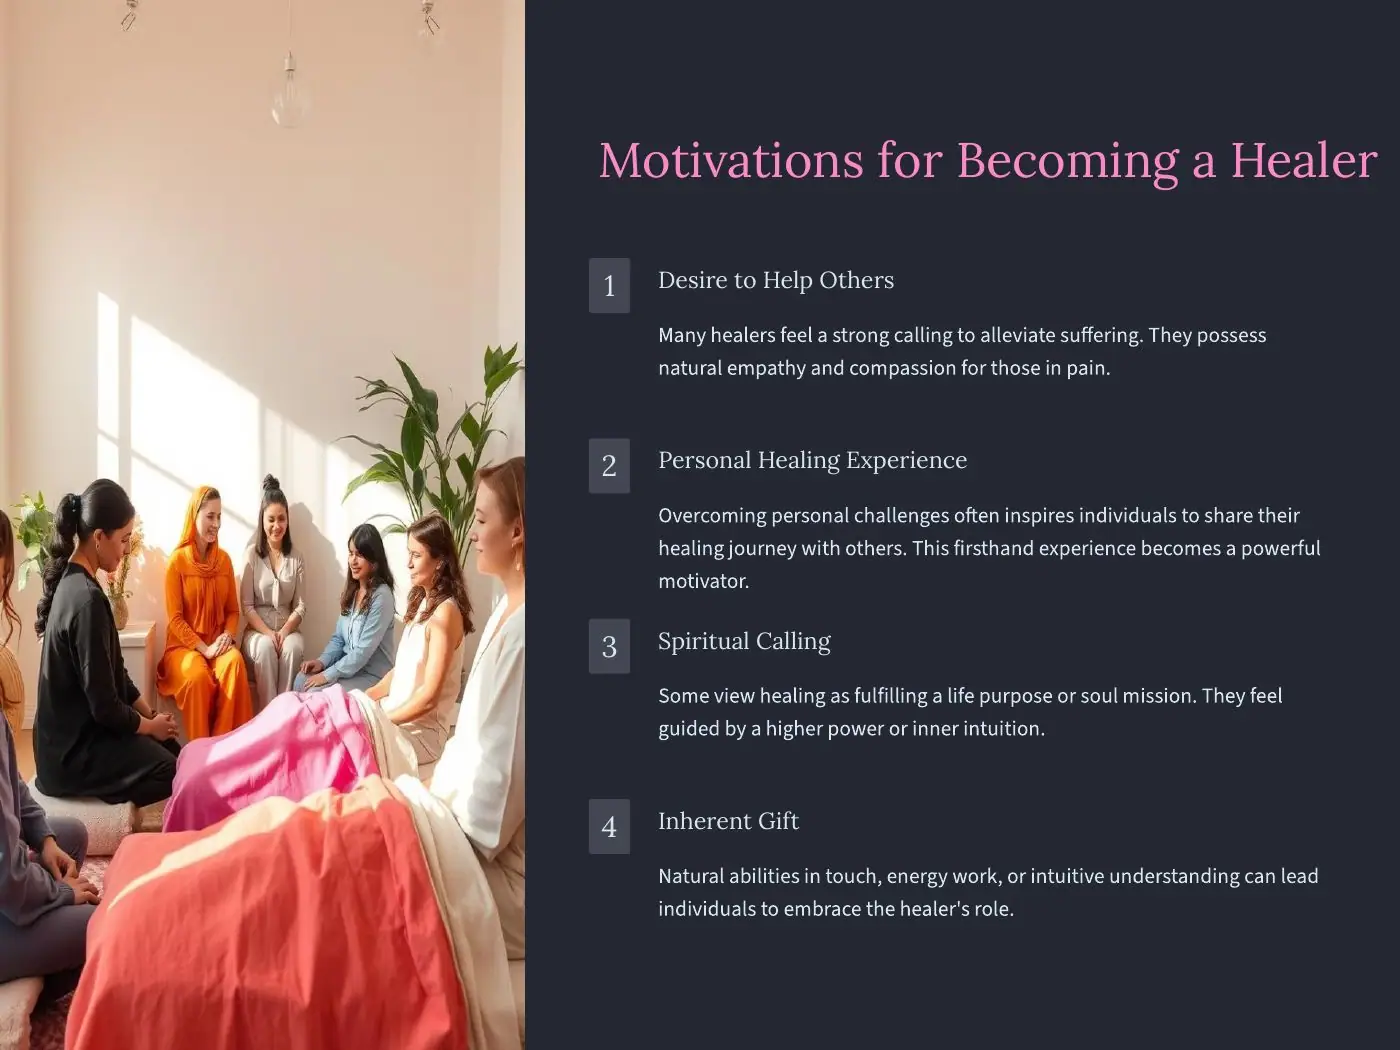 Motivations for Becoming a Healer
1
Desire to Help Others
Many healers feel a strong calling to alleviate suffering. They possess
natural empathy and compassion for those in pain.
2
Personal Healing Experience
Overcoming personal challenges often inspires individuals to share their
healing journey with others. This firsthand experience becomes a powerful
motivator.
3
Spiritual Calling
Some view healing as fulfilling a life purpose or soul mission. They feel
guided by a higher power or inner intuition.
4
Inherent Gift
Natural abilities in touch, energy work, or intuitive understanding can lead
individuals to embrace the healer's role.